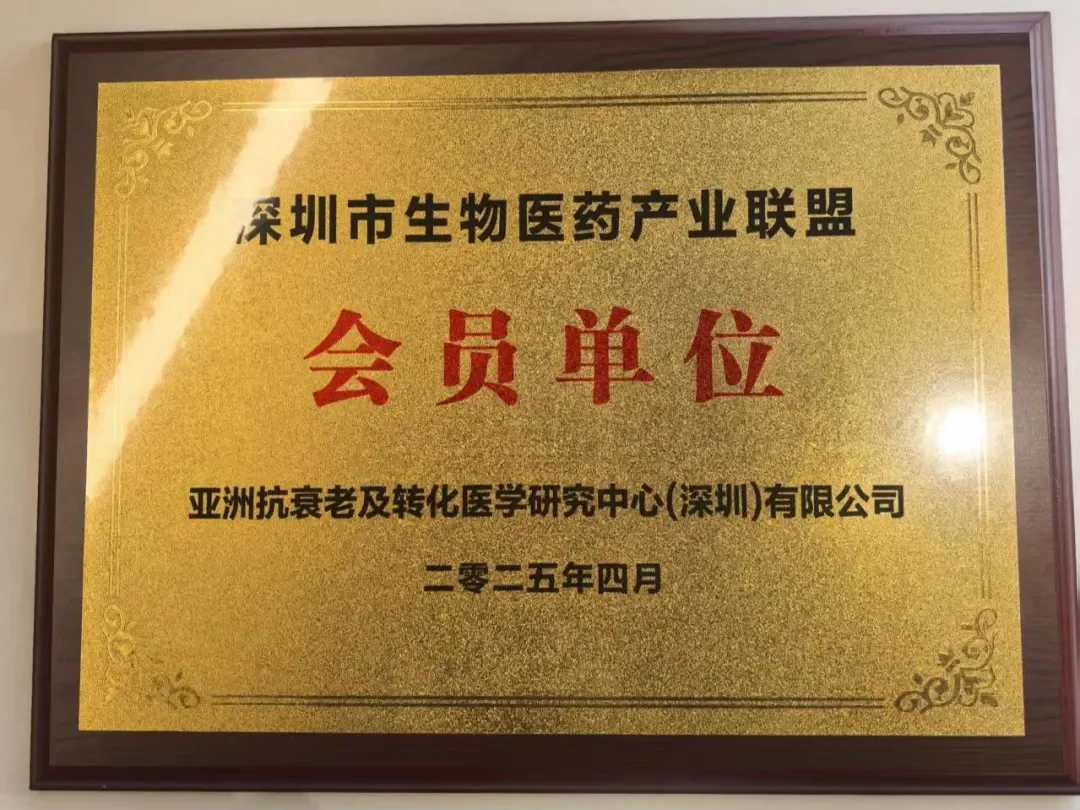 深圳市生物医药产业联盟
会员单位
亚洲抗衰老及转化医学研究中心(深圳)有限公司
二零二五年四月